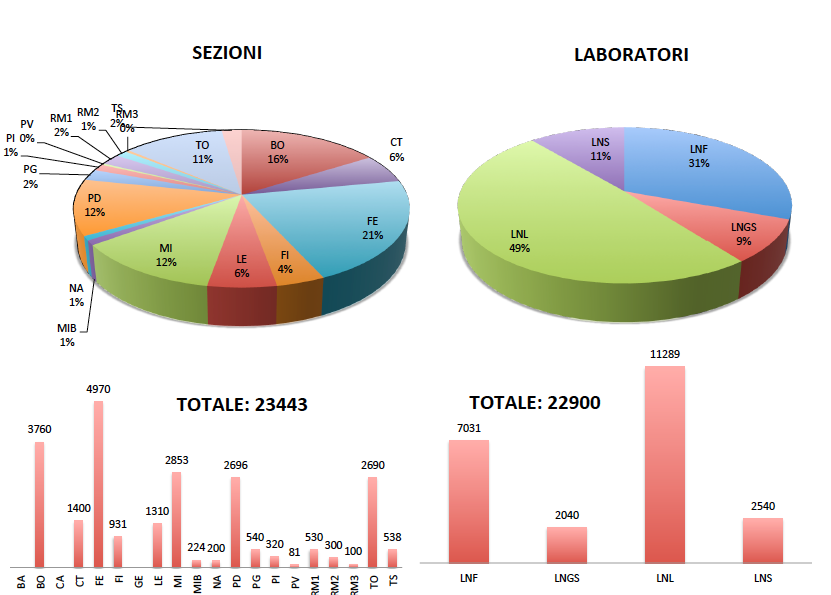 SEZIONI
LABORATORI
TS
2%
RM3
0%
RM2
1%
RM1
2%
PV
0%
PI
1%
PG
2%
TO
11%
BO
16%
CT
6%
PD
12%
FE
21%
MI
12%
LE
6%
FI
4%
NA
1%
MIB
1%
LNS
11%
LNF
31%
LNGS
9%
LNL
49%
TOTALE: 23443
3760
1400
4970
931
1310
2853
224
200
2696
540
320
81
530
300
100
2690
538
BA
BO
CA
CT
FE
FI
GE
LE
MI
MIB
NA
PD
PG
PI
PV
RM1
RM2
RM3
TO
TS
TOTALE: 22900
7031
2040
11289
2540
LNF
LNGS
LNL
LNS